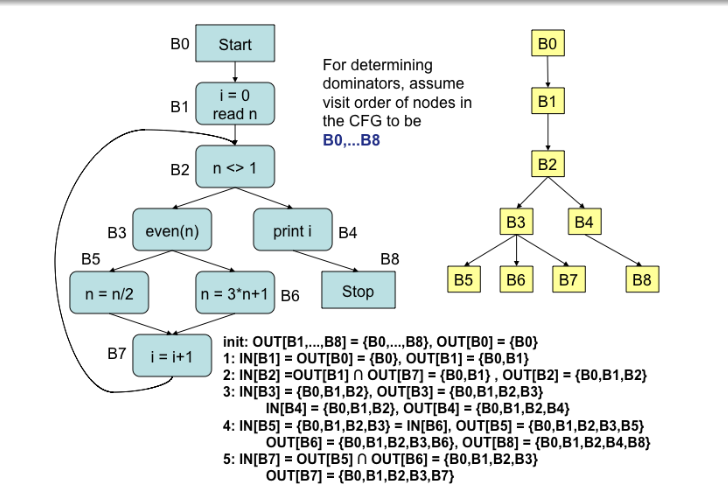 B0
Start
B1
i = 0
read n
B2
n <> 1
B3
even(n)
print i
B4
B5
n = n/2
n = 3*n+1
B6
B8
Stop
B7
i = i+1
For determining
dominators, assume
visit order of nodes in
the CFG to be
B0,...B8
B0
B1
B2
B3
B4
B5
B6
B7
B8
init: OUT[B1,...,B8] = {B0,...,B8}, OUT[B0] = {B0}
1: IN[B1] = OUT[B0] = {B0}, OUT[B1] = {B0,B1}
2: IN[B2] =OUT[B1] ∩ OUT[B7] = {B0,B1} , OUT[B2] = {B0,B1,B2}
3: IN[B3] = {B0,B1,B2}, OUT[B3] = {B0,B1,B2,B3}
IN[B4] = {B0,B1,B2}, OUT[B4] = {B0,B1,B2,B4}
4: IN[B5] = {B0,B1,B2,B3} = IN[B6], OUT[B5] = {B0,B1,B2,B3,B5}
OUT[B6] = {B0,B1,B2,B3,B6}, OUT[B8] = {B0,B1,B2,B4,B8}
5: IN[B7] = OUT[B5] ∩ OUT[B6] = {B0,B1,B2,B3}
OUT[B7] = {B0,B1,B2,B3,B7}